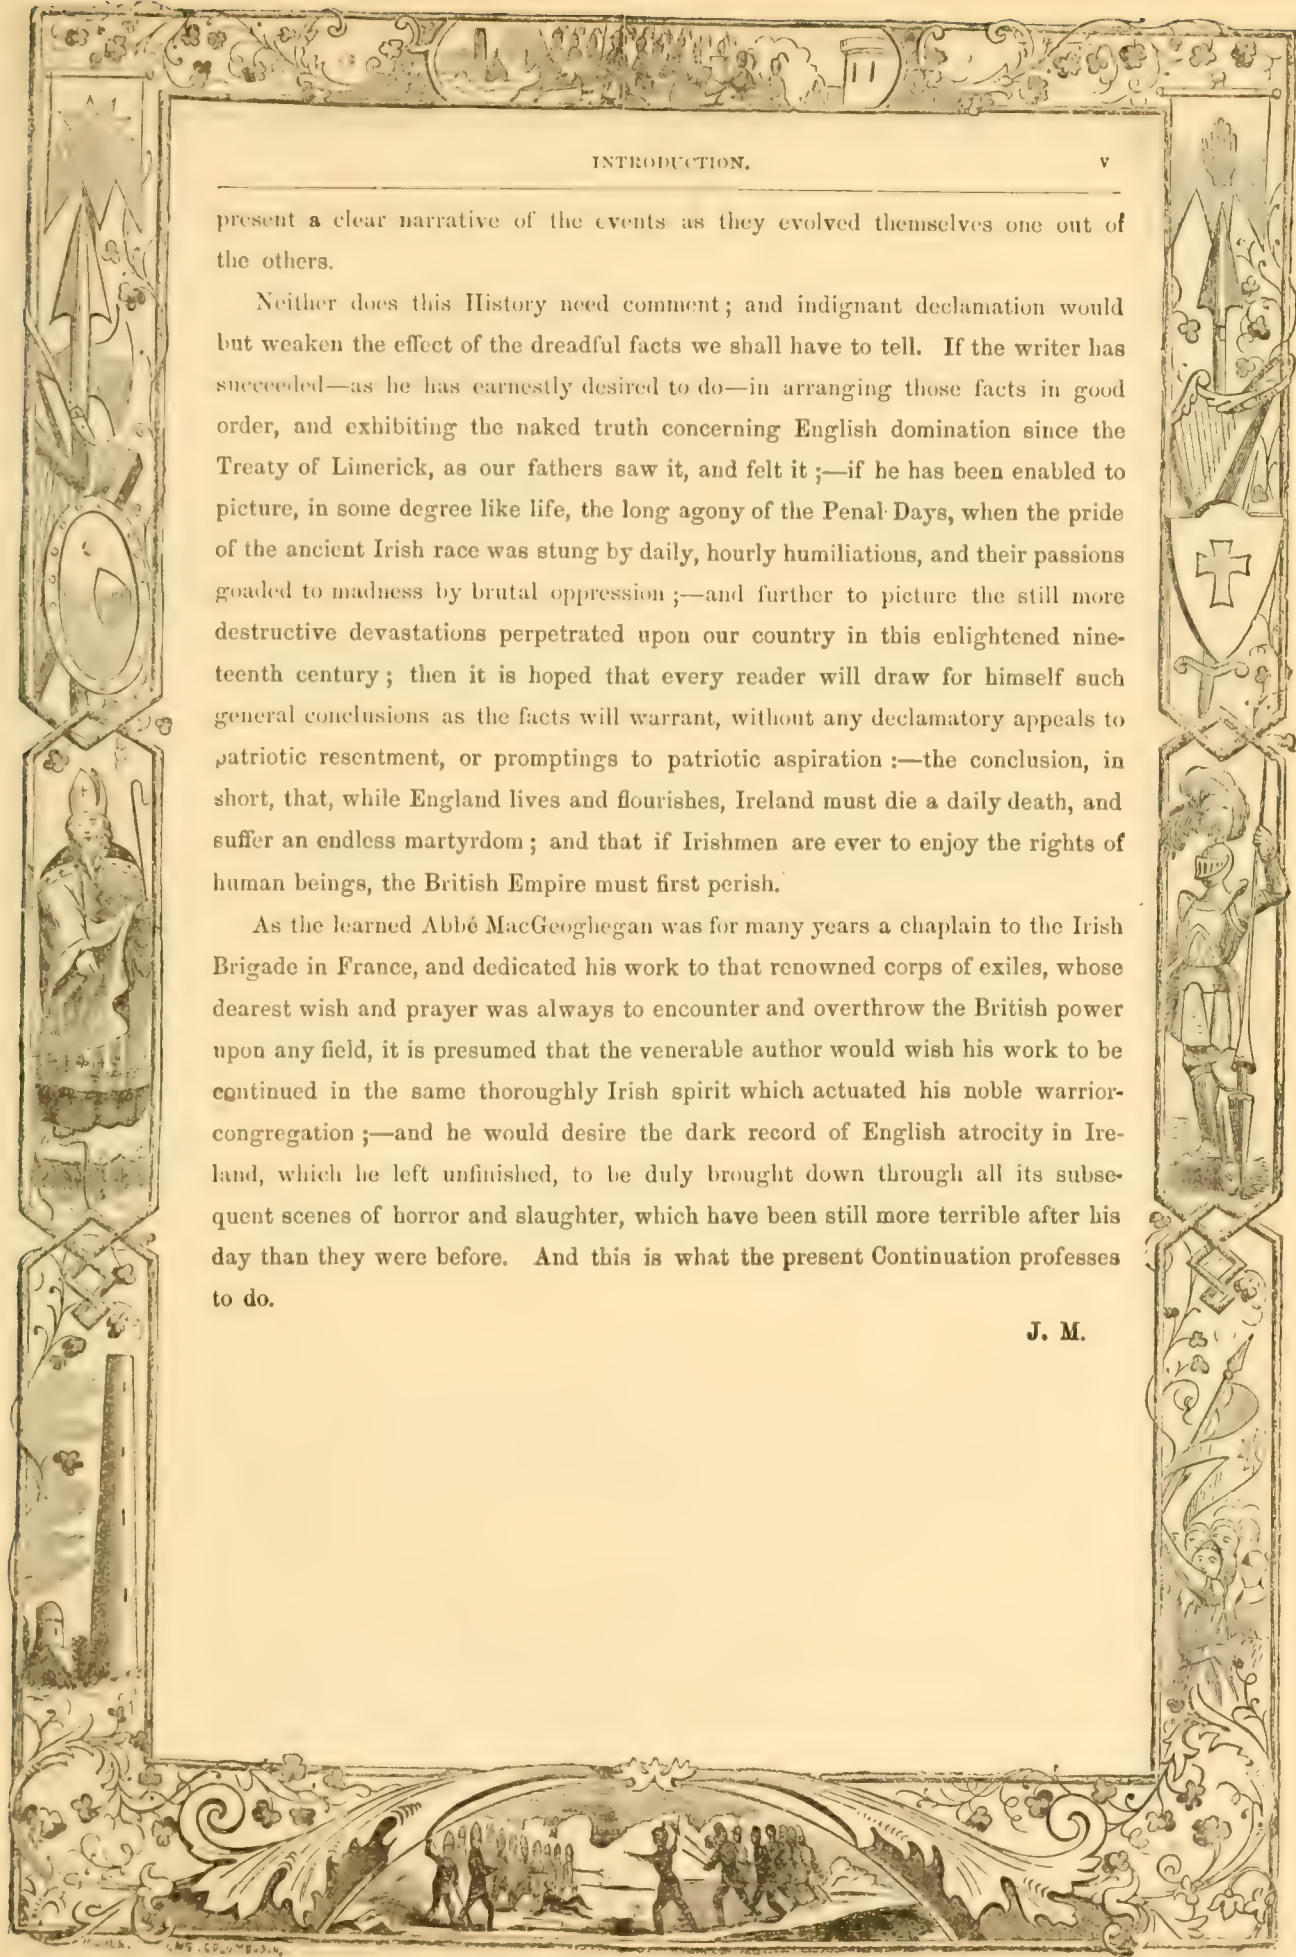 INTRODUCTION. V
present a clear narrative of the events as they evolved themselves one out of
the others.
Neither does this History need comment; and indignant declamation would
but weaken the effect of the dreadful facts we shall have to tell. If the writer has
succeeded—as he has earnestly desired to do—in arranging those facts in good
order, and exhibiting the naked truth concerning English domination since the
Treaty of Limerick, as our fathers saw it, and felt it ;—if he has been enabled to
picture, in some degree like life, the long agony of the Penal Days, when the pride
of the ancient Irish race was stung by daily, hourly humiliations, and their passions
goaded to madness by brutal oppression ;—and further to picture the still more
destructive devastations perpetrated upon our country in this enlightened nine-
teenth century; then it is hoped that every reader will draw for himself such
general conclusions as the facts will warrant, without any declamatory appeals to
patriotic resentment, or promptings to patriotic aspiration :—the conclusion, in
short, that, while England lives and flourishes, Ireland must die a daily death, and
suffer an endless martyrdom; and that if Irishmen are ever to enjoy the rights of
human beings, the British Empire must first perish.
As the learned Abbé MacGeoghegan was for many years a chaplain to the Irish
Brigade in France, and dedicated his work to that renowned corps of exiles, whose
dearest wish and prayer was always to encounter and overthrow the British power
upon any field, it is presumed that the venerable author would wish his work to be
continued in the same thoroughly Irish spirit which actuated his noble warrior-
congregation ;—and he would desire the dark record of English atrocity in Ire-
land, which he left unfinished, to be duly brought down through all its subse-
quent scenes of horror and slaughter, which have been still more terrible after his
day than they were before. And this is what the present Continuation professes
to do.
J. M.